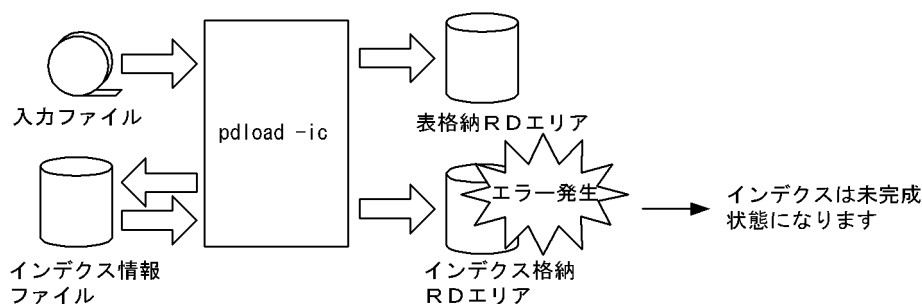 入力ファイル
pdload -ic
表格納ＲＤエリア
エラー発生
インデクスは未完成
状態になります
インデクス情報
ファイル
インデクス格納
ＲＤエリア